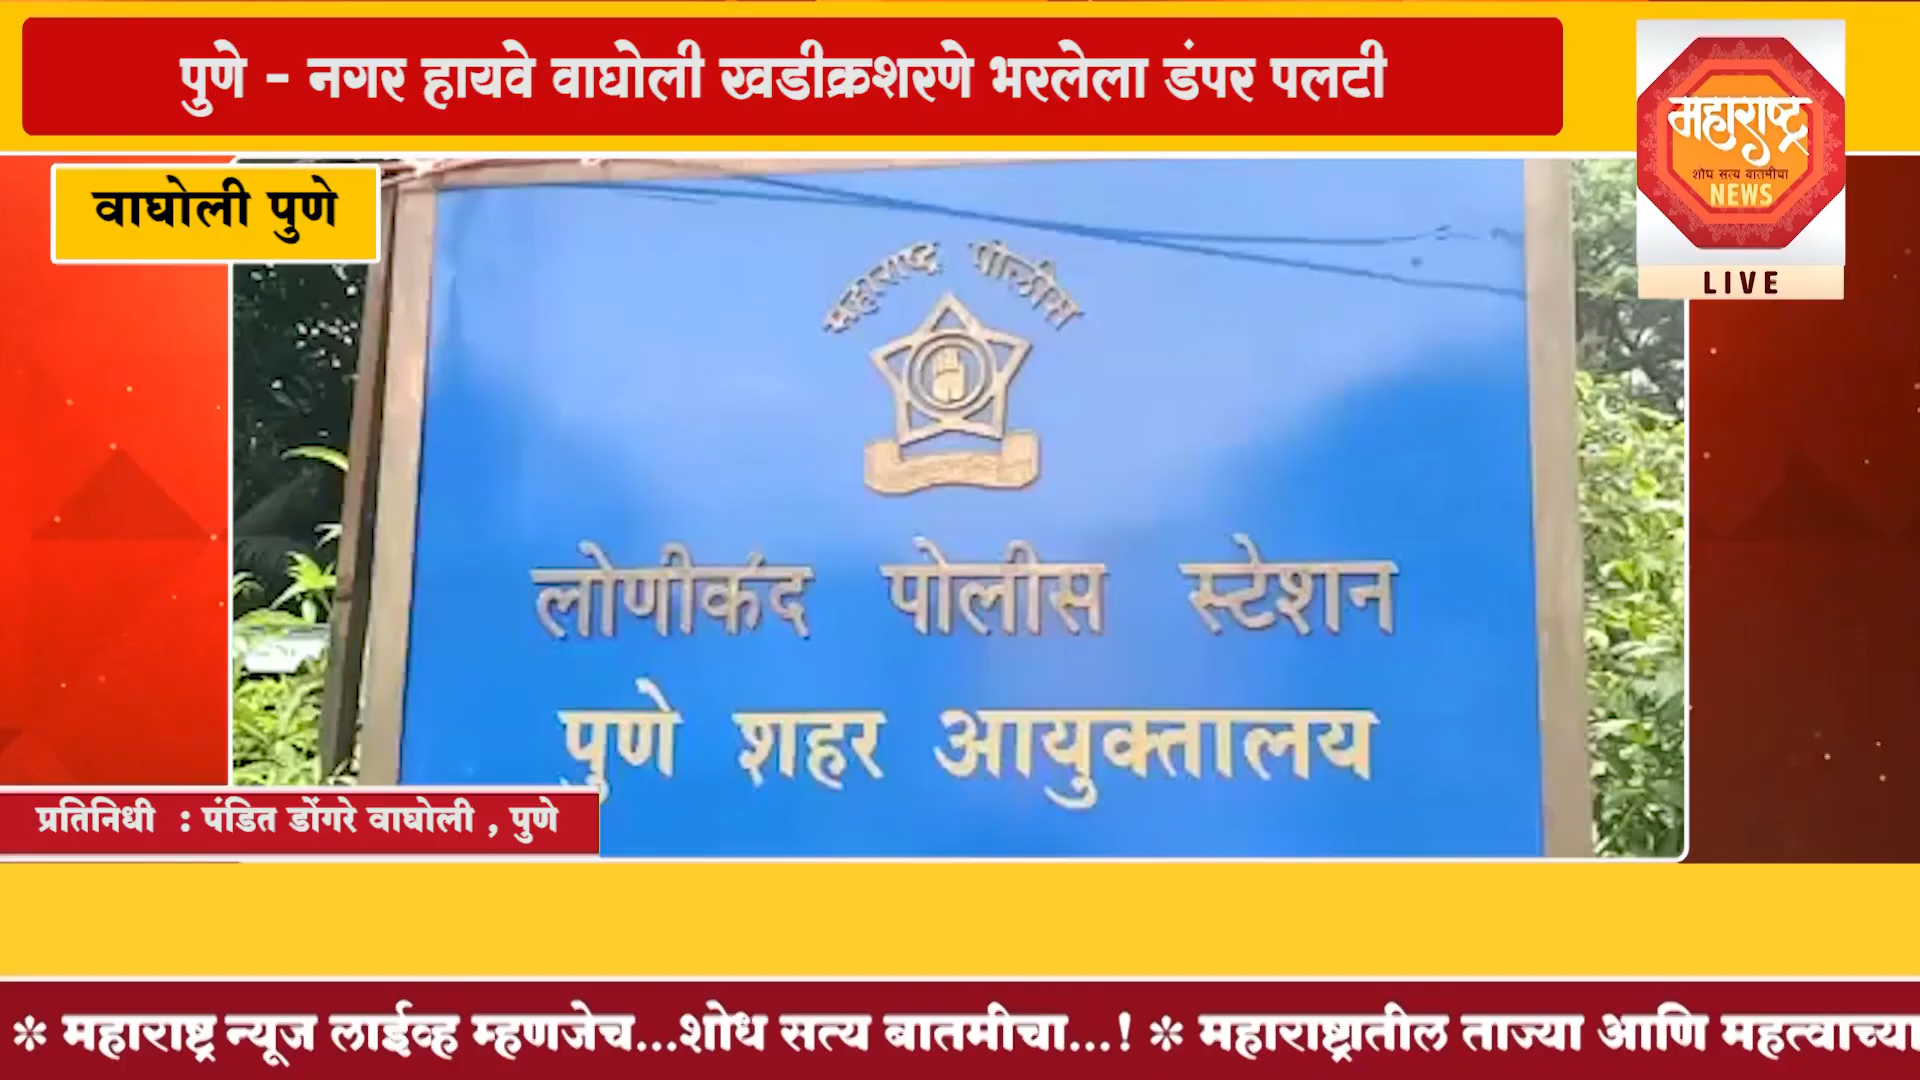 पुणे - नगर हायवे वाघोली खडीक्रशरणे भरलेला डंपर पलटी
महाराष्ट्र
शोध सत्य बातमीचा
NEWS
LIVE
वाघोली पुणे
महाराष्ट्र पोलीस
लोणीकंद पोलीस स्टेशन
पुणे शहर आयुक्तालय
प्रतिनिधी : पंडित डोंगरे वाघोली , पुणे
* महाराष्ट्र न्यूज लाईव्ह म्हणजेच...शोध सत्य बातमीचा...! * महाराष्ट्रातील ताज्या आणि महत्वाच्या